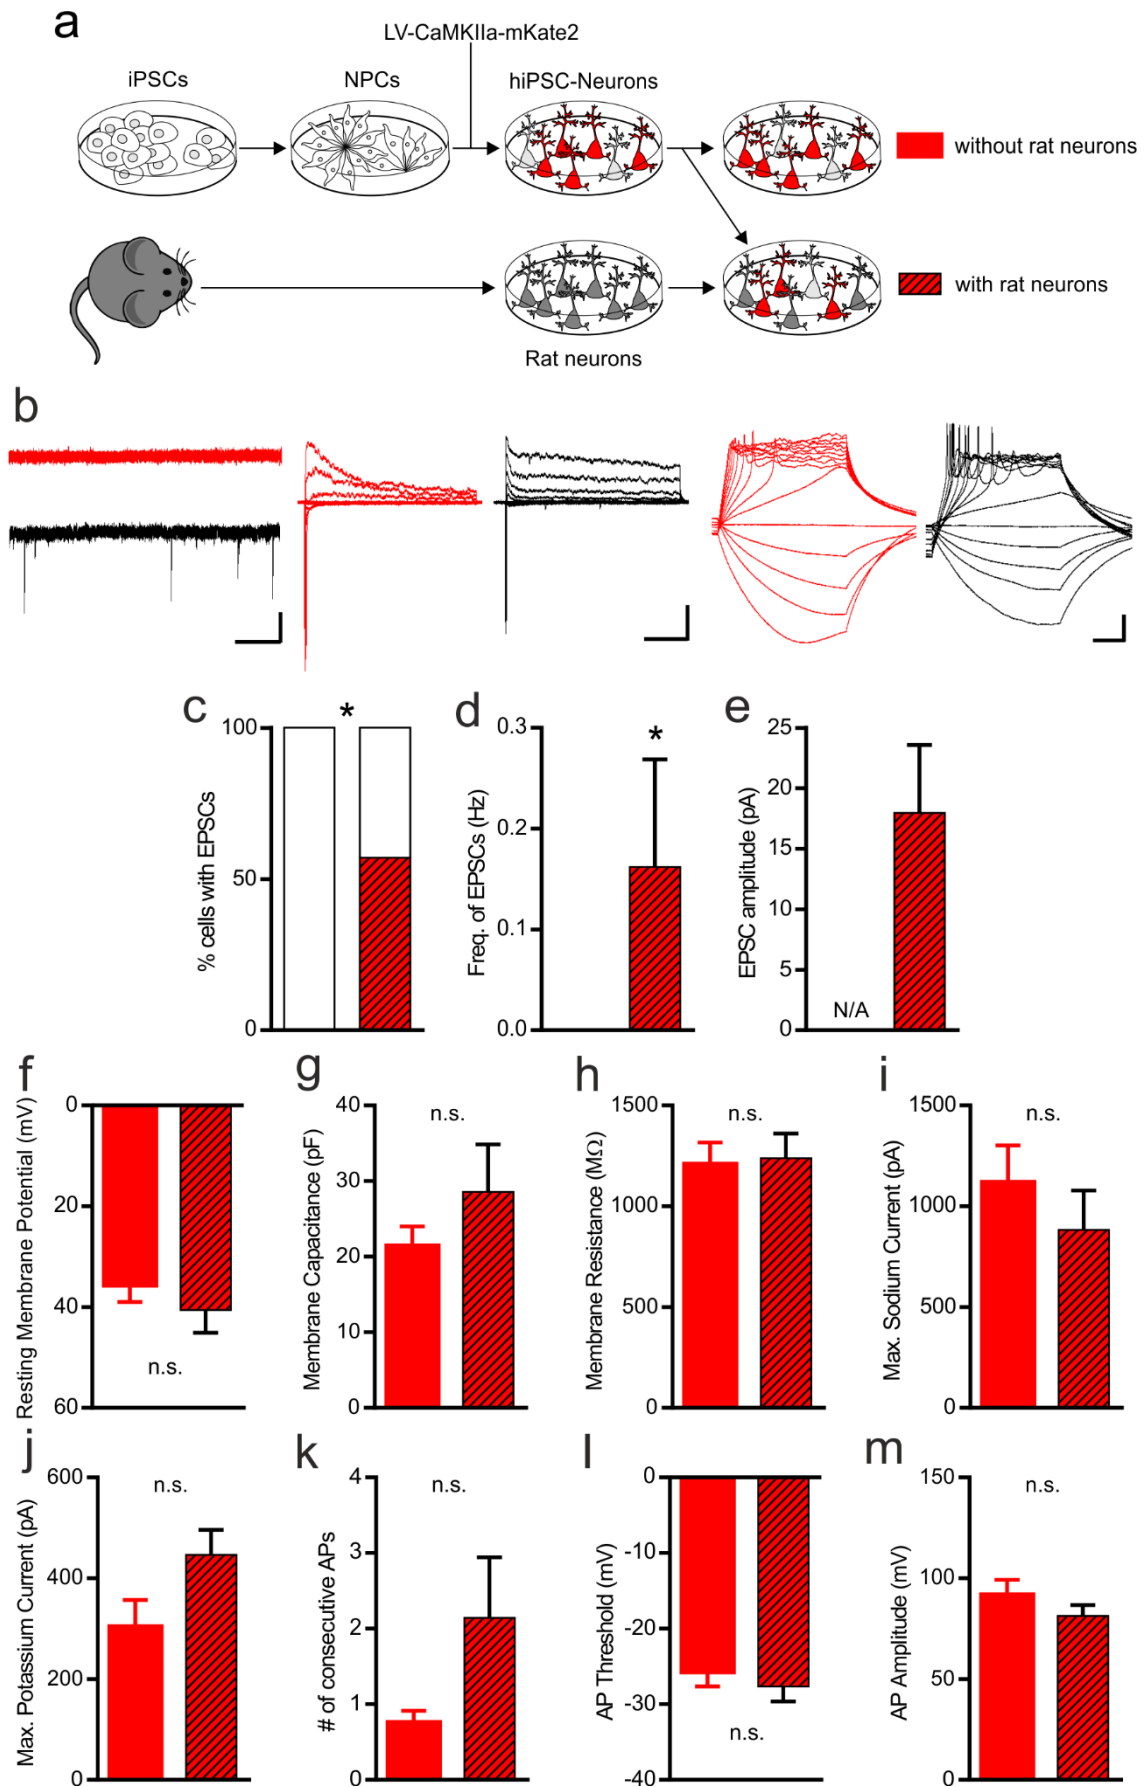 a
LV-CaMKIIa-mKate2
iPSCs
NPCs
hiPSC-Neurons
without rat neurons
with rat neurons
Rat neurons
b
c
*
100
50
0
% cells with EPSCs
d
*
0.3
0.2
0.1
0.0
Freq. of EPSCs (Hz)
e
25
20
15
10
5
0
EPSC amplitude (pA)
N/A
f
0
20
40
60
Resting Membrane Potential (mV)
n.s.
g
n.s.
40
30
20
10
0
Membrane Capacitance (pF)
h
n.s.
1500
1000
500
0
Membrane Resistance (MΩ)
i
n.s.
1500
1000
500
0
Max. Sodium Current (pA)
j
n.s.
600
400
200
0
Max. Potassium Current (pA)
k
n.s.
4
3
2
1
0
# of consecutive APs
l
0
-10
-20
-30
-40
AP Threshold (mV)
n.s.
m
n.s.
150
100
50
0
AP Amplitude (mV)